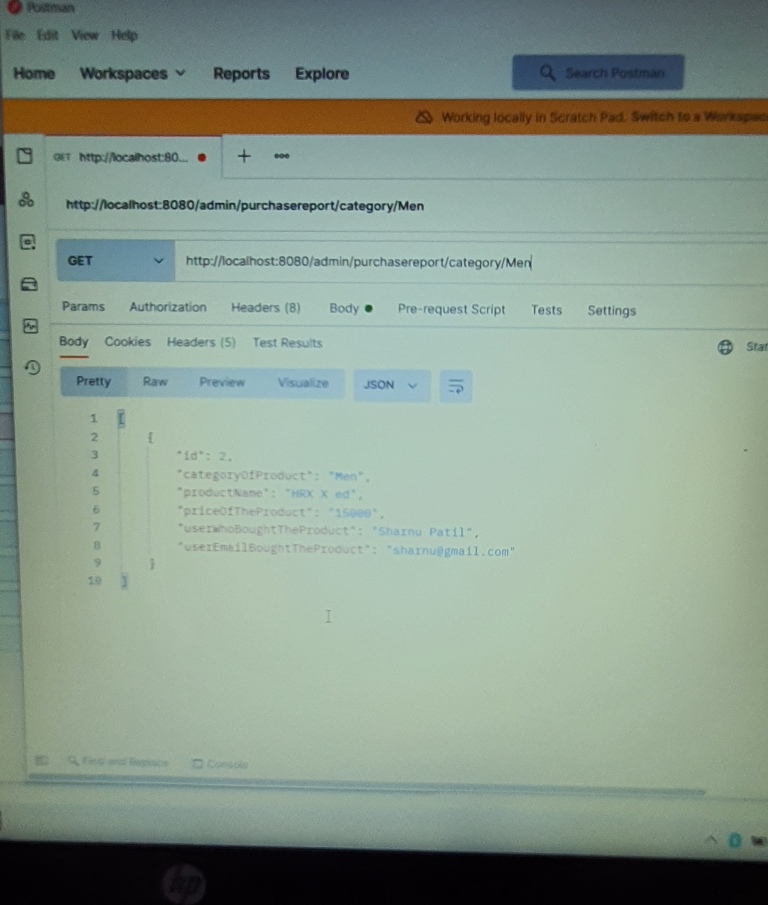 Postman
File Edit View Help
Home Workspaces Reports Explore Search Postman
Working locally in Scratch Pad. Switch to a Workspac
GET http://localhost:80... + ooo
http://localhost:8080/admin/purchasereport/category/Men
GET http://localhost:8080/admin/purchasereport/category/Men
Params Authorization Headers (8) Body Pre-request Script Tests Settings
Body Cookies Headers (5) Test Results Stat
Pretty Raw Preview Visualize JSON
1 [
2 {
3 "id": 2,
4 "categoryOfProduct": "Men",
5 "productName": "HRX X ed",
6 "priceOfTheProduct": "15000",
7 "userWhoBoughtTheProduct": "Sharnu Patil",
8 "userEmailBoughtTheProduct": "sharnu@gmail.com"
9 }
10 ]
Find and Replace Console
hp